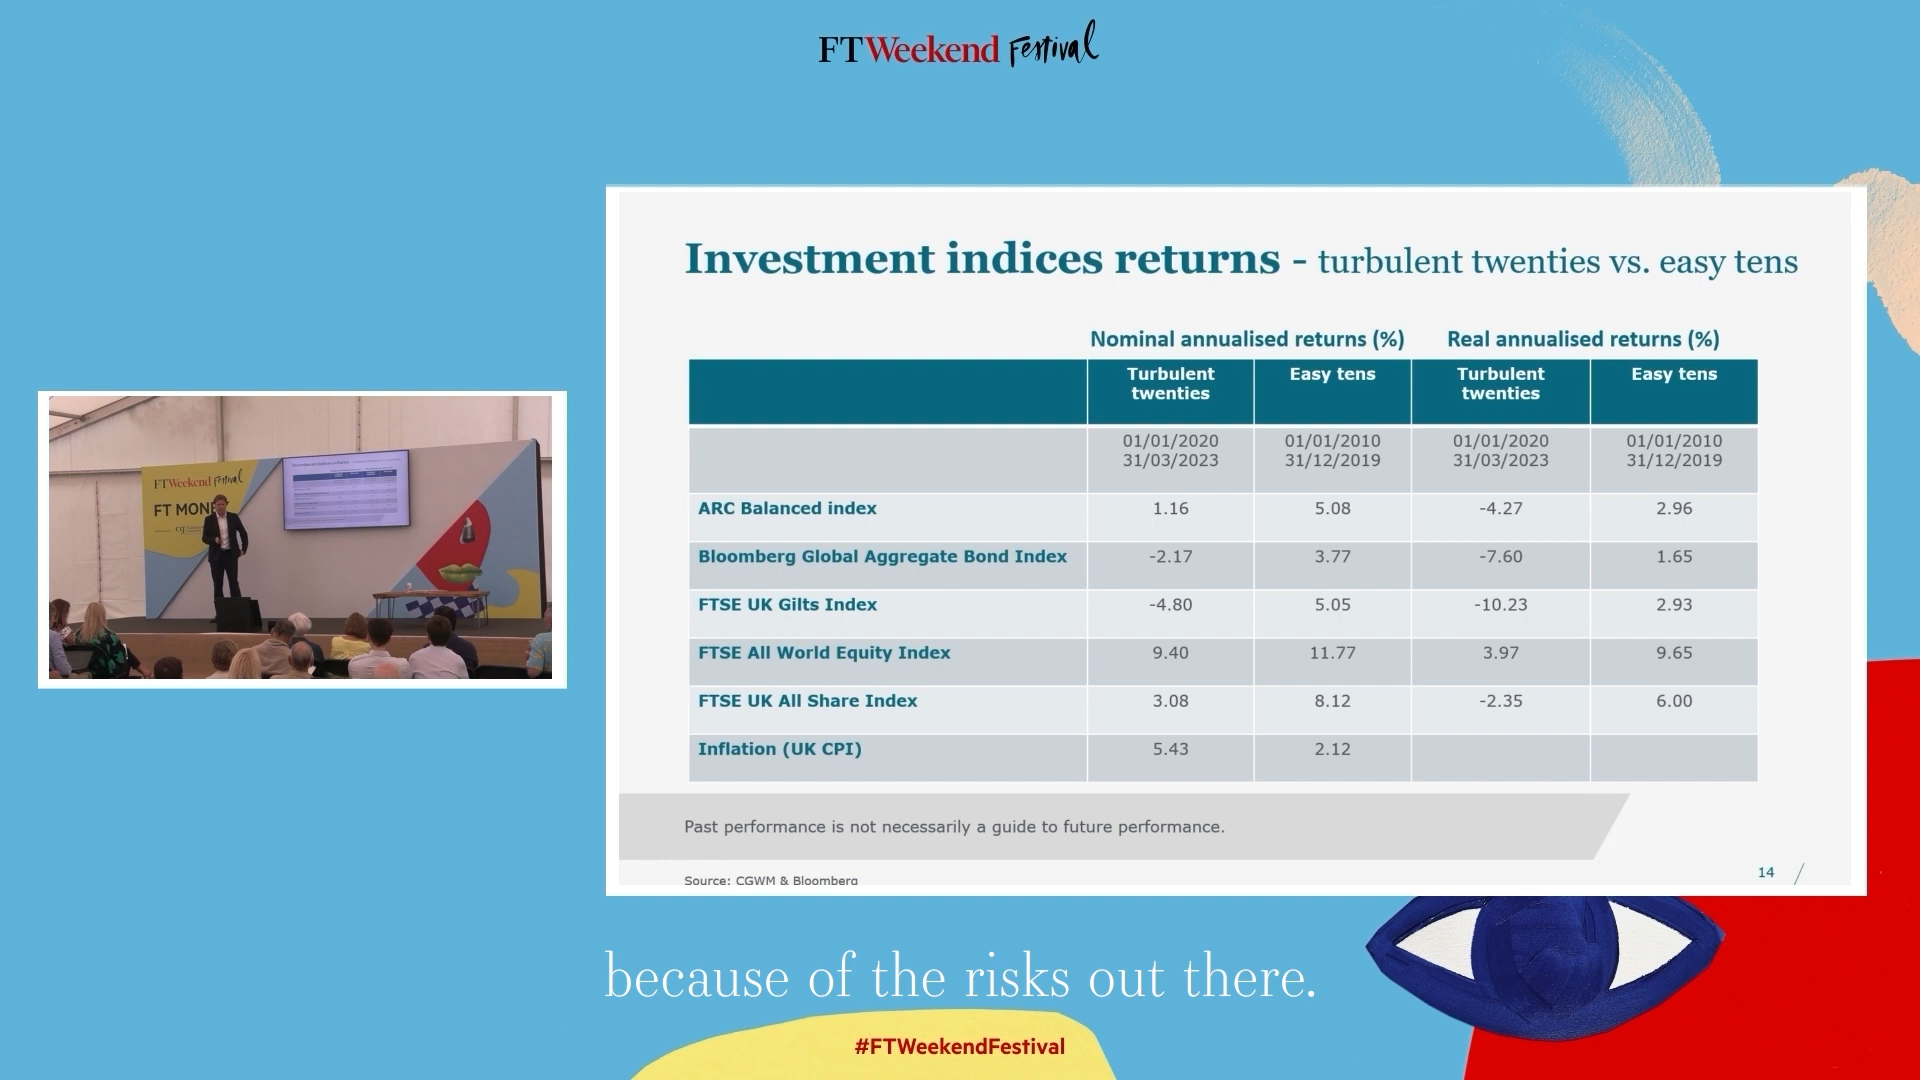 FTWeekend Festival
Investment indices returns - turbulent twenties vs. easy tens
Nominal annualised returns (%) Real annualised returns (%)
Turbulent twenties Easy tens Turbulent twenties Easy tens
01/01/2020 01/01/2010 01/01/2020 01/01/2010
31/03/2023 31/12/2019 31/03/2023 31/12/2019
ARC Balanced index 1.16 5.08 -4.27 2.96
Bloomberg Global Aggregate Bond Index -2.17 3.77 -7.60 1.65
FTSE UK Gilts Index -4.80 5.05 -10.23 2.93
FTSE All World Equity Index 9.40 11.77 3.97 9.65
FTSE UK All Share Index 3.08 8.12 -2.35 6.00
Inflation (UK CPI) 5.43 2.12
Past performance is not necessarily a guide to future performance.
Source: CGWM & Bloomberg
14
FTWeekend Festival
FT MON
cg
because of the risks out there.
#FTWeekendFestival